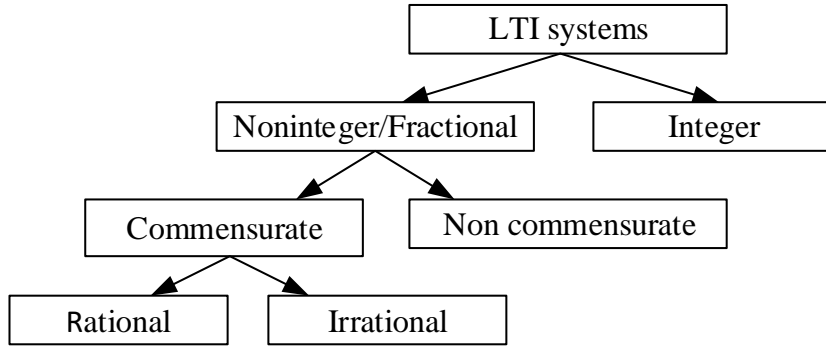 LTI systems
Noninteger/Fractional
Integer
Commensurate
Non commensurate
Rational
Irrational